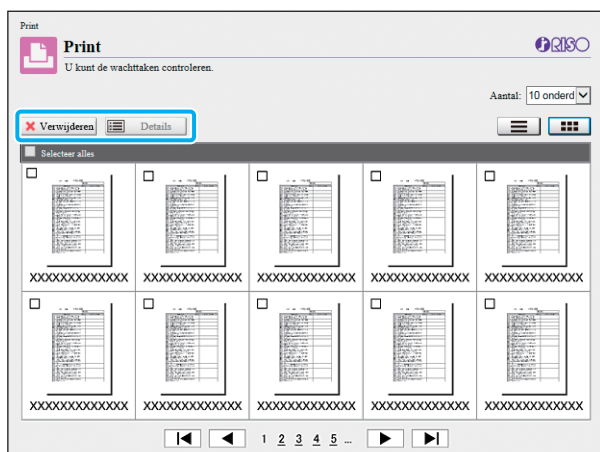 Print
Print
RISO
U kunt de wachttaken controleren.
Aantal: 10 onderd
Verwijderen Details
Selecteer alles
XXXXXXXXXXXXX XXXXXXXXXXXXX XXXXXXXXXXXXX XXXXXXXXXXXXX XXXXXXXXXXXXX
XXXXXXXXXXXXX XXXXXXXXXXXXX XXXXXXXXXXXXX XXXXXXXXXXXXX XXXXXXXXXXXXX
1 2 3 4 5 ...